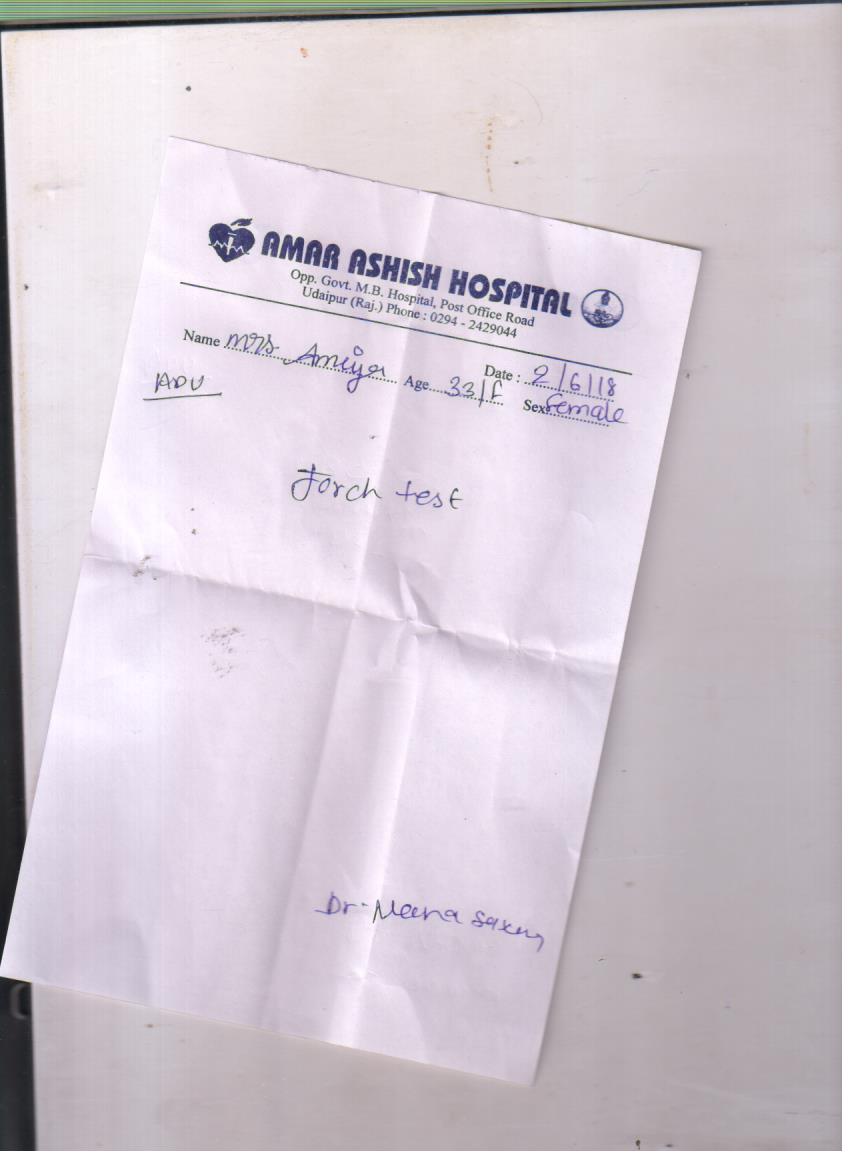 AMAR ASHISH HOSPITAL
Opp. Govt. M.B. Hospital, Post Office Road
Udaipur (Raj.) Phone : 0294 - 2429044
Name Mrs. Amiya Age 33/F Date : 2/6/18
Sex Female
ADV
Torch test
Dr. Meena Saxena